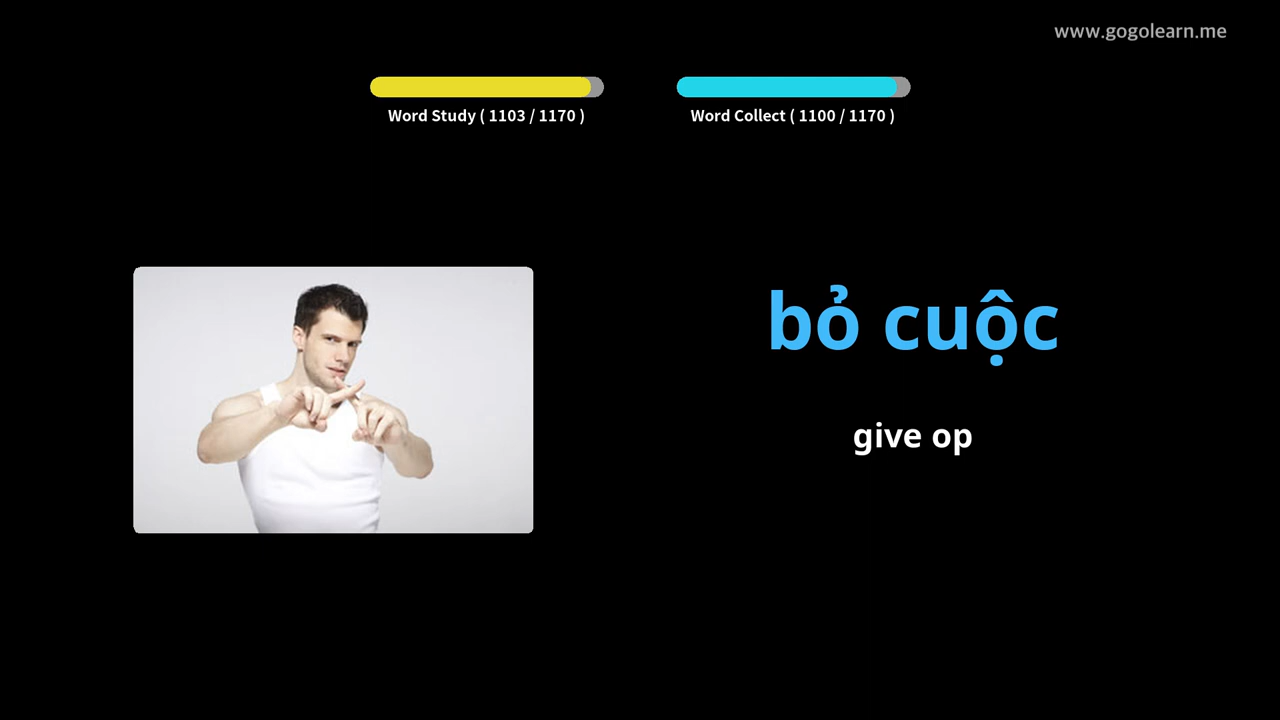 www.gogolearn.me
Word Study ( 1103 / 1170 )
Word Collect ( 1100 / 1170 )
bỏ cuộc
give op